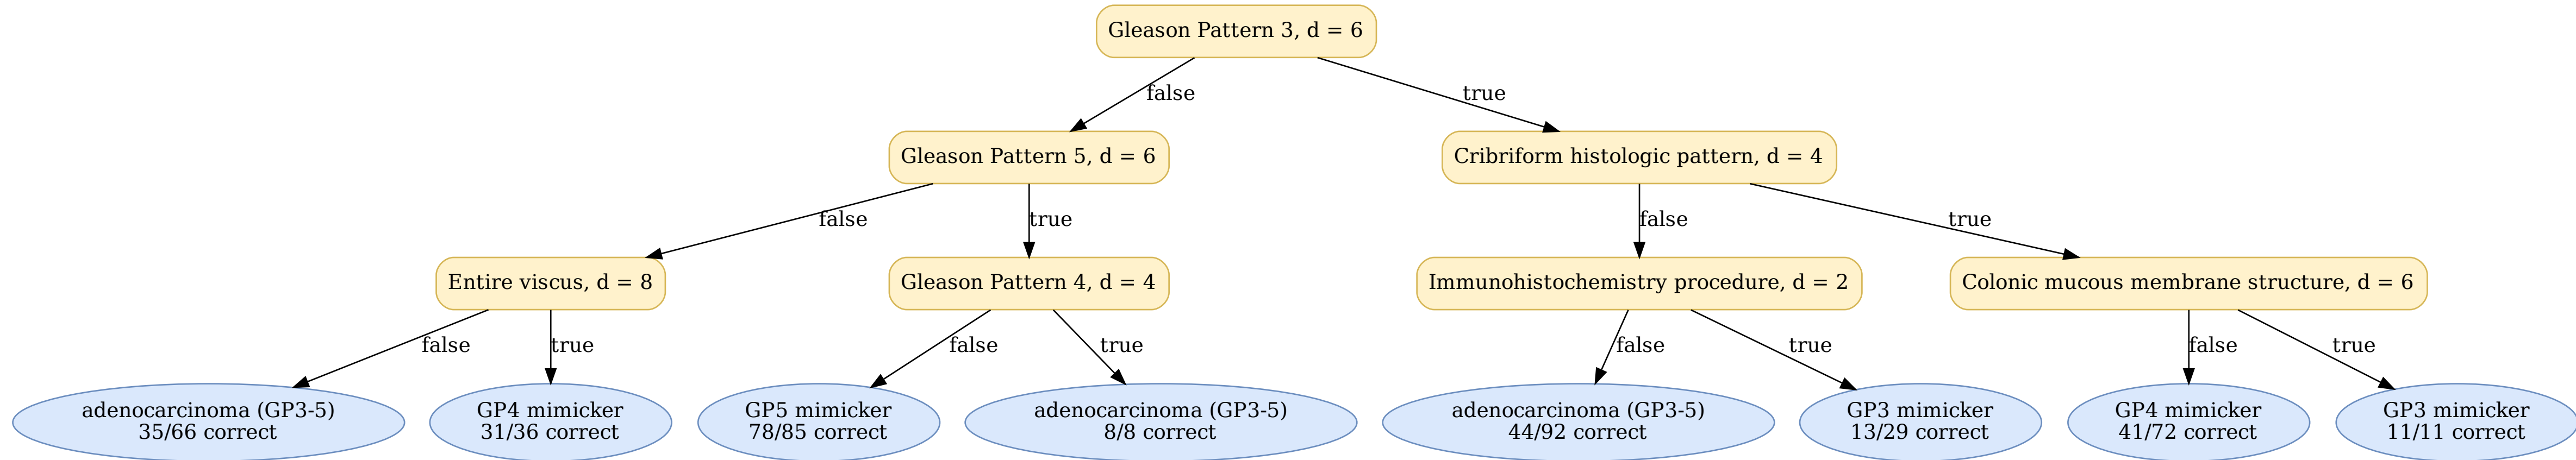 Gleason Pattern 3, d = 6
false
true
Gleason Pattern 5, d = 6
Cribriform histologic pattern, d = 4
false
true
false
true
Entire viscus, d = 8
Gleason Pattern 4, d = 4
Immunohistochemistry procedure, d = 2
Colonic mucous membrane structure, d = 6
false
true
false
true
false
true
false
true
adenocarcinoma (GP3-5)
35/66 correct
GP4 mimicker
31/36 correct
GP5 mimicker
78/85 correct
adenocarcinoma (GP3-5)
8/8 correct
adenocarcinoma (GP3-5)
44/92 correct
GP3 mimicker
13/29 correct
GP4 mimicker
41/72 correct
GP3 mimicker
11/11 correct